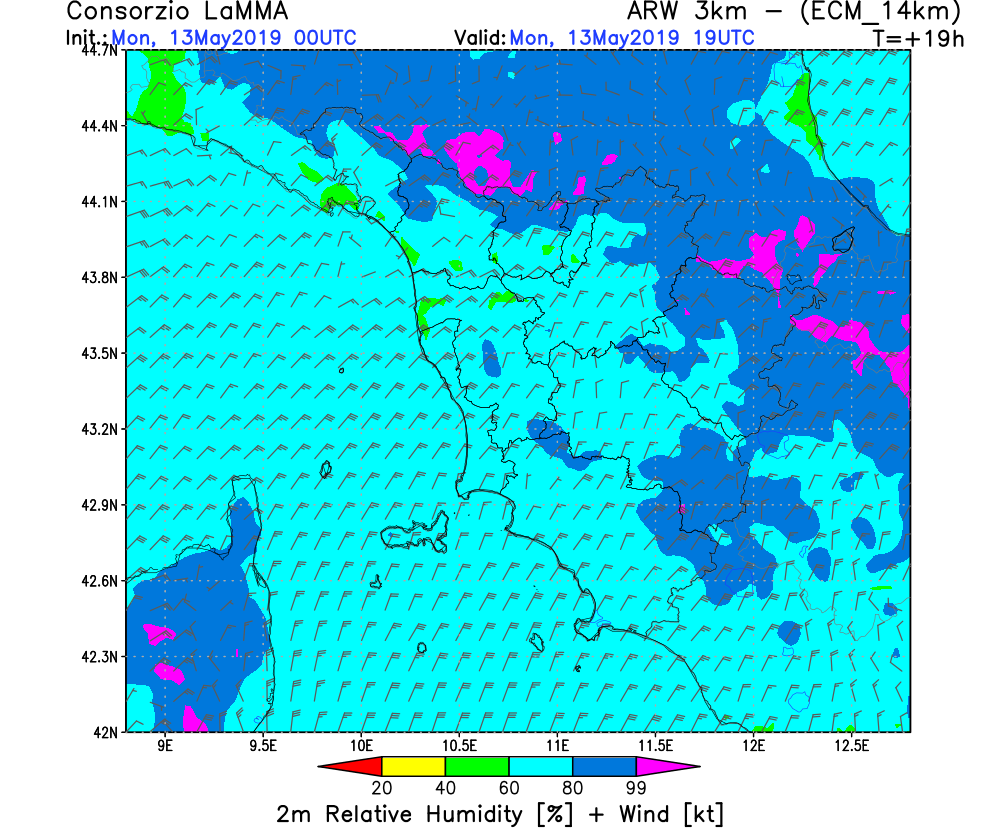 Consorzio LaMMA ARW 3km – (ECM_14km)
Init.:Mon, 13May2019 00UTC Valid:Mon, 13May2019 19UTC T=+19h
44.7N
44.4N
44.1N
43.8N
43.5N
43.2N
42.9N
42.6N
42.3N
42N
9E 9.5E 10E 10.5E 11E 11.5E 12E 12.5E
20 40 60 80 99
2m Relative Humidity [%] + Wind [kt]